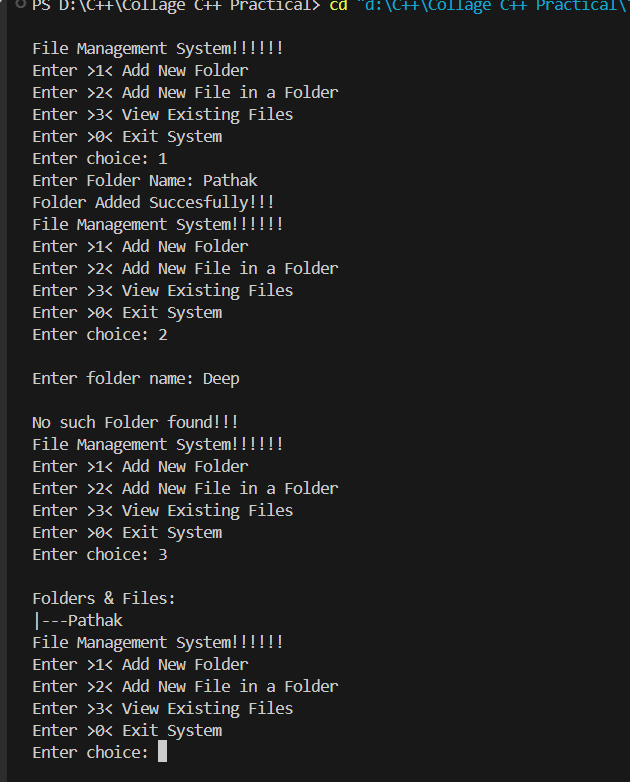 PS D:\C++\Collage C++ Practical> cd "d:\C++\Collage C++ Practical\
File Management System!!!!!!
Enter >1< Add New Folder
Enter >2< Add New File in a Folder
Enter >3< View Existing Files
Enter >0< Exit System
Enter choice: 1
Enter Folder Name: Pathak
Folder Added Succesfully!!!
File Management System!!!!!!
Enter >1< Add New Folder
Enter >2< Add New File in a Folder
Enter >3< View Existing Files
Enter >0< Exit System
Enter choice: 2
Enter folder name: Deep
No such Folder found!!!
File Management System!!!!!!
Enter >1< Add New Folder
Enter >2< Add New File in a Folder
Enter >3< View Existing Files
Enter >0< Exit System
Enter choice: 3
Folders & Files:
|---Pathak
File Management System!!!!!!
Enter >1< Add New Folder
Enter >2< Add New File in a Folder
Enter >3< View Existing Files
Enter >0< Exit System
Enter choice: